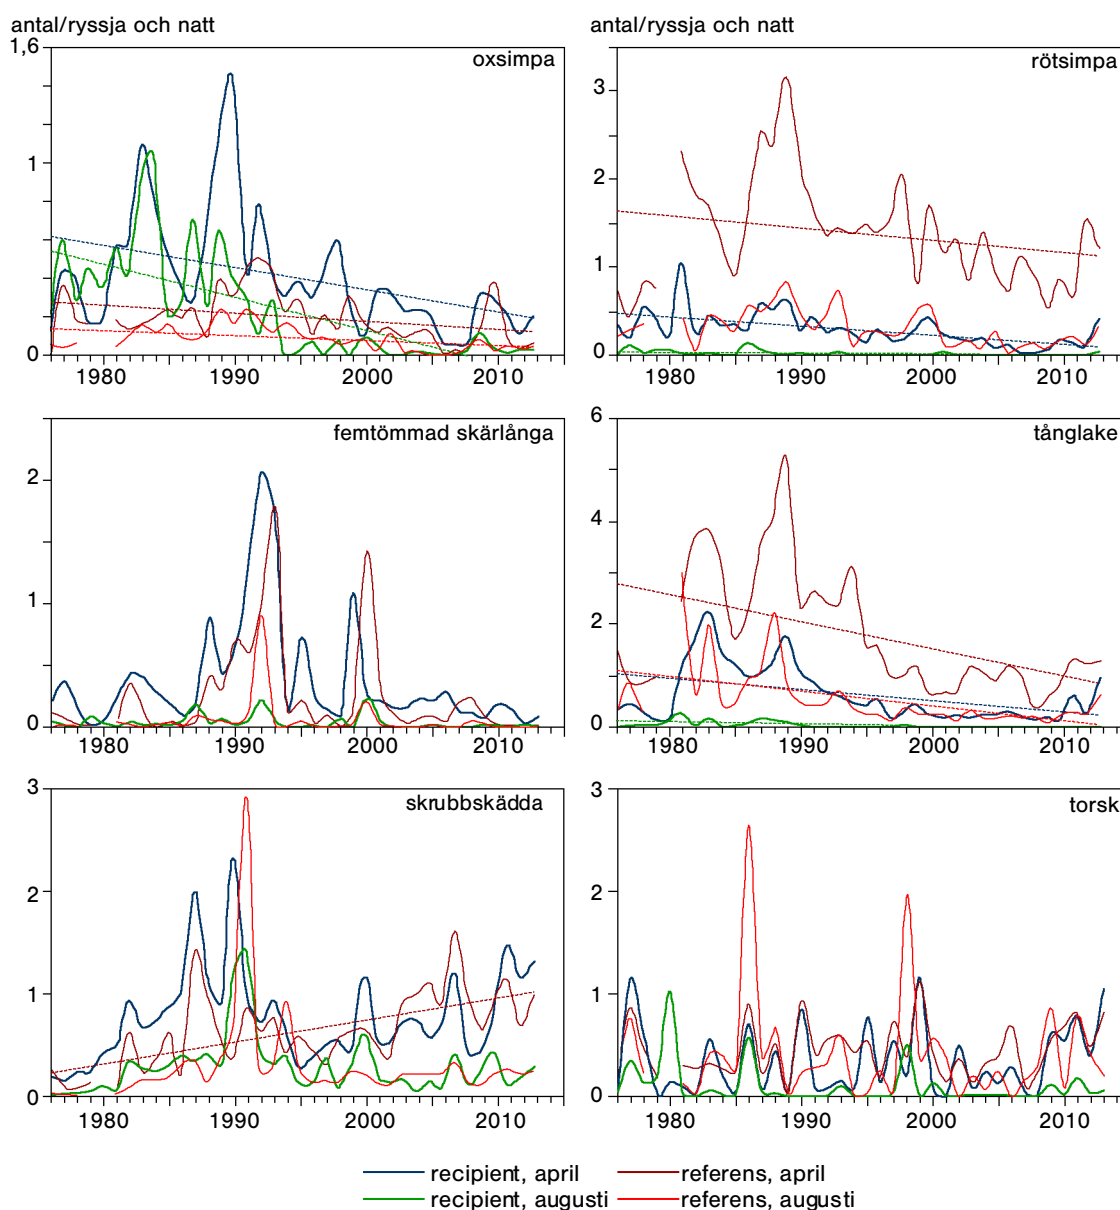 antal/ryssja och natt
antal/ryssja och natt
1,6
oxsimpa
1
0
1980 1990 2000 2010
rötsimpa
3
2
1
0
1980 1990 2000 2010
femtömmad skärlånga
2
1
0
1980 1990 2000 2010
6
tånglake
4
2
0
1980 1990 2000 2010
3
skrubbskädda
2
1
0
1980 1990 2000 2010
3
torsk
2
1
0
1980 1990 2000 2010
recipient, april
referens, april
recipient, augusti
referens, augusti